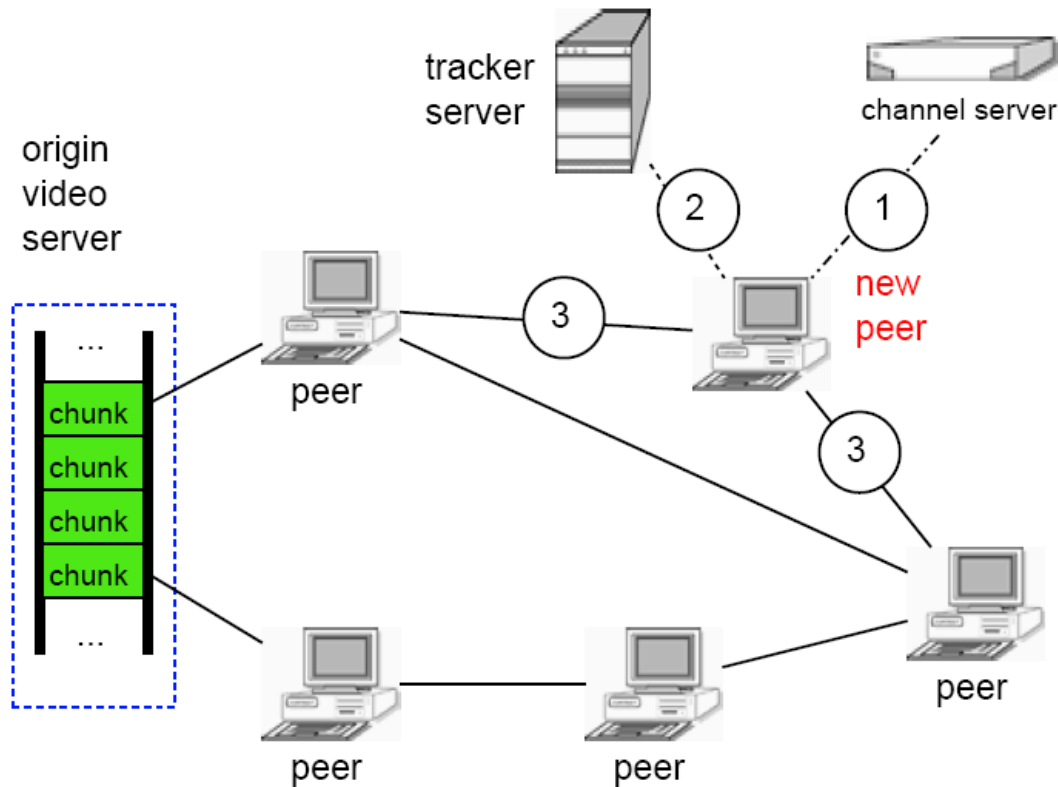 tracker
server
channel server
origin
video
server
2
1
new
peer
3
peer
...
chunk
chunk
chunk
chunk
...
3
peer
peer
peer